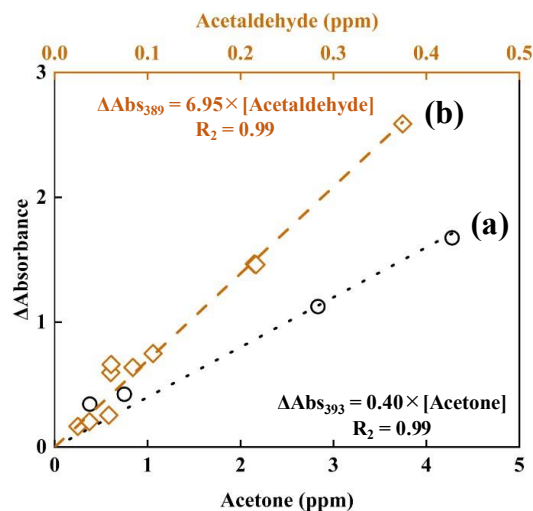 Acetaldehyde (ppm)
0.0 0.1 0.2 0.3 0.4 0.5
3
ΔAbs₃₈₉ = 6.95×[Acetaldehyde]
R₂ = 0.99
(b)
2
(a)
ΔAbsorbance
1
ΔAbs₃₉₃ = 0.40×[Acetone]
R₂ = 0.99
0
0 1 2 3 4 5
Acetone (ppm)